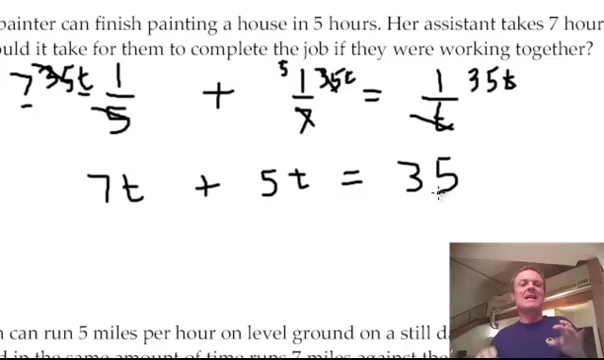 painter can finish painting a house in 5 hours. Her assistant takes 7 hour
ould it take for them to complete the job if they were working together?
7 35t 1/5 + 5 1/7 35t = 1/t 35t
7t + 5t = 35
n can run 5 miles per hour on level ground on a still d
d in the same amount of time runs 7 miles against the